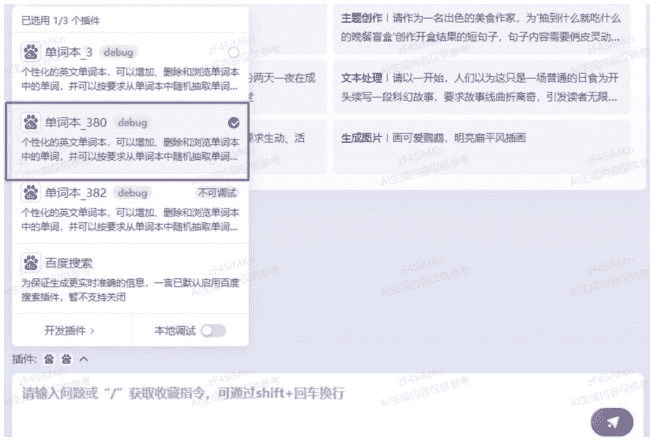 已选用 1/3 个插件
单词本_3 debug
个性化的英文单词本，可以增加、删除和浏览单词本
中的单词，并可以按要求从单词本中随机抽取单词...
单词本_380 debug
个性化的英文单词本，可以增加、删除和浏览单词本
中的单词，并可以按要求从单词本中随机抽取单词...
单词本_382 debug 不可调试
个性化的英文单词本，可以增加、删除和浏览单词本
中的单词，并可以按要求从单词本中随机抽取单词...
百度搜索
为保证生成更实时准确的信息，一言已默认启用百度
搜索插件，暂不支持关闭
开发插件 > 本地调试
主题创作 | 请作为一名出色的美食作家，为'抽到什么就吃什么
的晚餐盲盒'创作开盒结果的短句子，句子内容需要俏皮灵动...
的两天一夜在成
文本处理 | 请以一开始，人们以为这只是一场普通的日食为开
头续写一段科幻故事，要求故事线曲折离奇，引发读者无限...
要求生动、活
生成图片 | 画可爱鹦鹉，明亮扁平风插画
插件:
请输入问题或“/”获取收藏指令，可通过shift+回车换行
zF4SiMKn
AI生成内容仅供参考